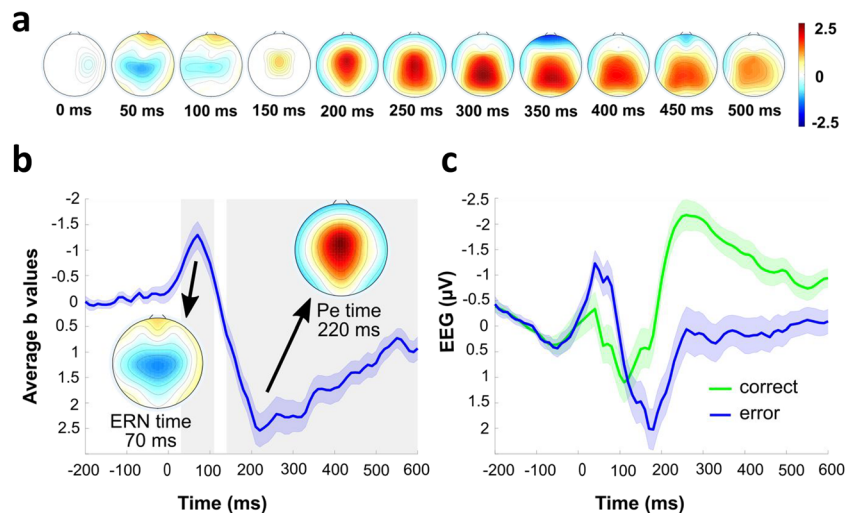 a
0 ms 50 ms 100 ms 150 ms 200 ms 250 ms 300 ms 350 ms 400 ms 450 ms 500 ms
2.5
0
-2.5
b
Average b values
-2
-1.5
-1
-0.5
0
0.5
1
1.5
2
2.5
ERN time
70 ms
Pe time
220 ms
-200 -100 0 100 200 300 400 500 600
Time (ms)
c
EEG (µV)
-2.5
-2
-1.5
-1
-0.5
0
0.5
1
1.5
2
correct
error
-200 -100 0 100 200 300 400 500 600
Time (ms)